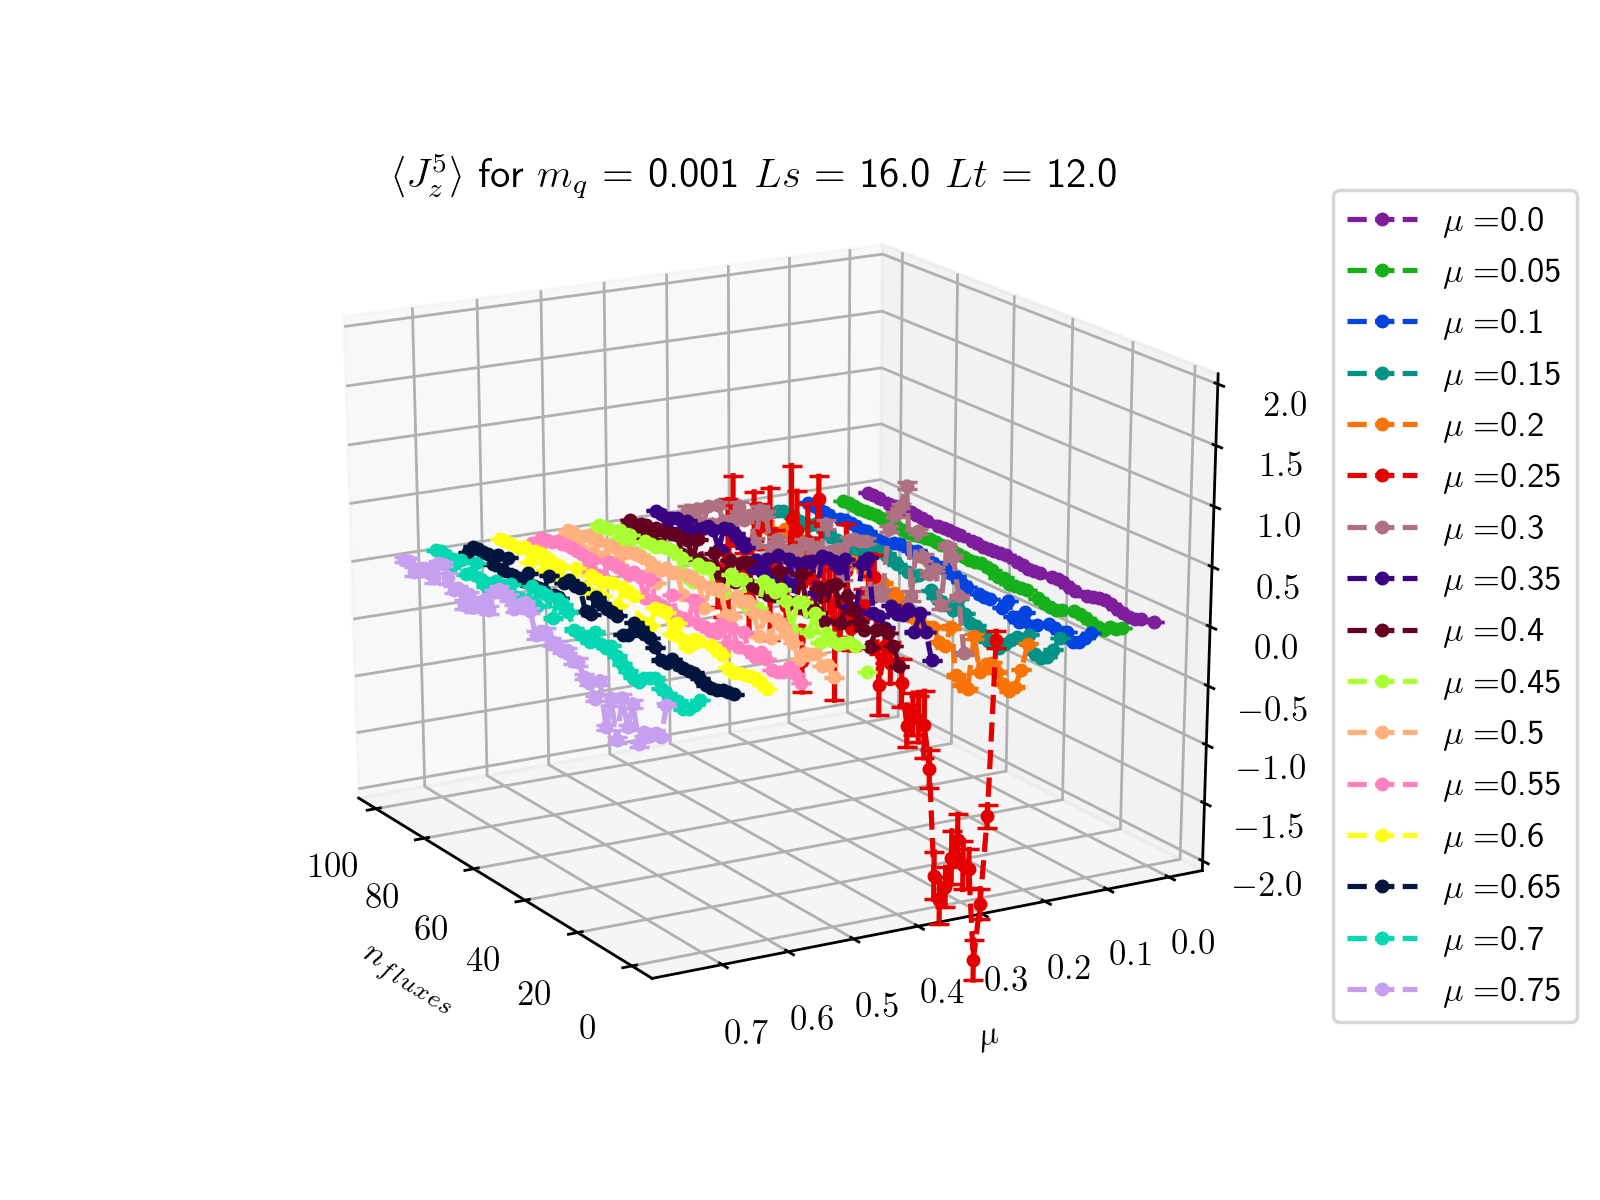 ⟨J_z^5⟩ for m_q = 0.001 Ls = 16.0 Lt = 12.0
μ =0.0
μ =0.05
μ =0.1
μ =0.15
μ =0.2
μ =0.25
μ =0.3
μ =0.35
μ =0.4
μ =0.45
μ =0.5
μ =0.55
μ =0.6
μ =0.65
μ =0.7
μ =0.75
2.0
1.5
1.0
0.5
0.0
−0.5
−1.0
−1.5
−2.0
100
80
60
40
20
0
n_fluxes
0.7
0.6
0.5
0.4
0.3
0.2
0.1
0.0
μ